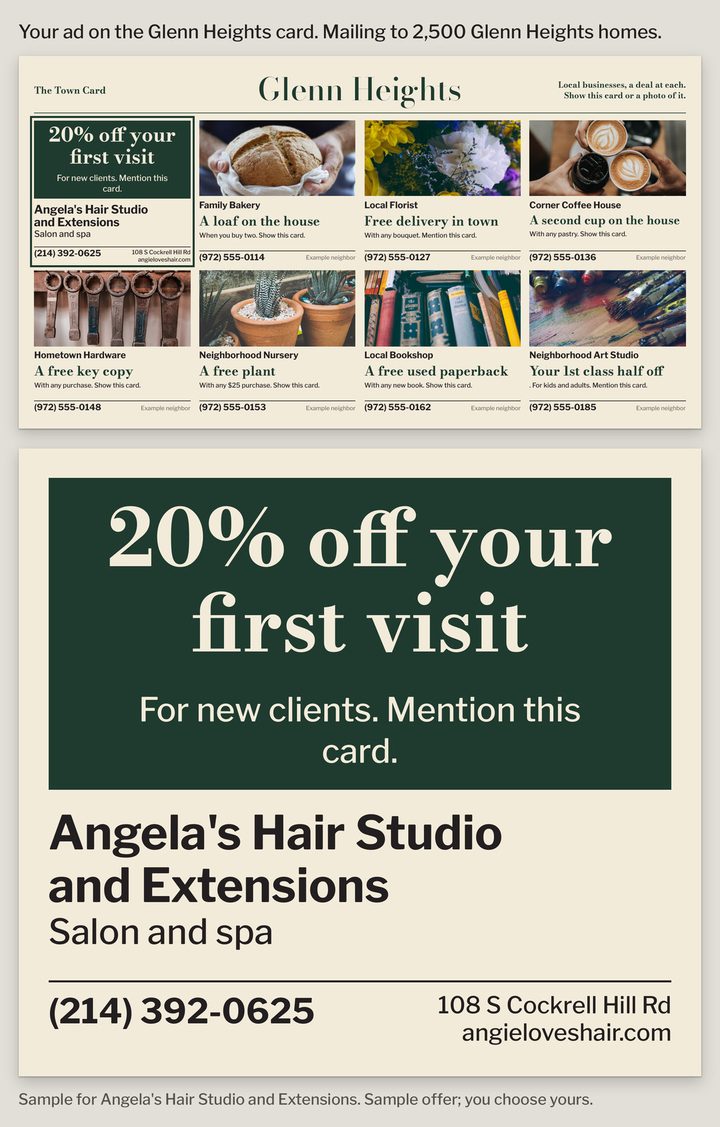 Your ad on the Glenn Heights card. Mailing to 2,500 Glenn Heights homes.
The Town Card
Glenn Heights
Local businesses, a deal at each.
Show this card or a photo of it.
20% off your
first visit
For new clients. Mention this
card.
Angela's Hair Studio
and Extensions
Salon and spa
(214) 392-0625
108 S Cockrell Hill Rd
angieloveshair.com
Family Bakery
A loaf on the house
When you buy two. Show this card.
(972) 555-0114
Example neighbor
Local Florist
Free delivery in town
With any bouquet. Mention this card.
(972) 555-0127
Example neighbor
Corner Coffee House
A second cup on the house
With any pastry. Show this card.
(972) 555-0136
Example neighbor
Hometown Hardware
A free key copy
With any purchase. Show this card.
(972) 555-0148
Example neighbor
Neighborhood Nursery
A free plant
With any $25 purchase. Show this card.
(972) 555-0153
Example neighbor
Local Bookshop
A free used paperback
With any new book. Show this card.
(972) 555-0162
Example neighbor
Neighborhood Art Studio
Your 1st class half off
. For kids and adults. Mention this card.
(972) 555-0185
Example neighbor
20% off your
first visit
For new clients. Mention this
card.
Angela's Hair Studio
and Extensions
Salon and spa
(214) 392-0625
108 S Cockrell Hill Rd
angieloveshair.com
Sample for Angela's Hair Studio and Extensions. Sample offer; you choose yours.